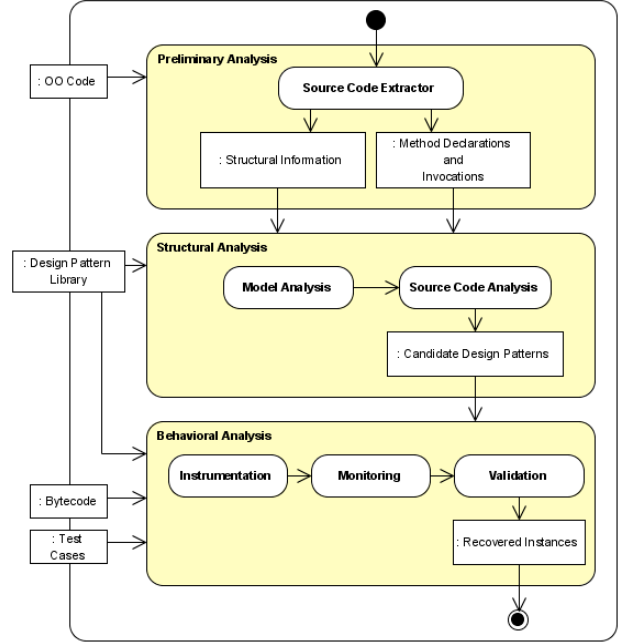 Preliminary Analysis
: OO Code
Source Code Extractor
: Structural Information
: Method Declarations
and
Invocations
Structural Analysis
: Design Pattern
Library
Model Analysis
Source Code Analysis
: Candidate Design Patterns
Behavioral Analysis
Instrumentation
Monitoring
Validation
: Bytecode
: Test
Cases
: Recovered Instances